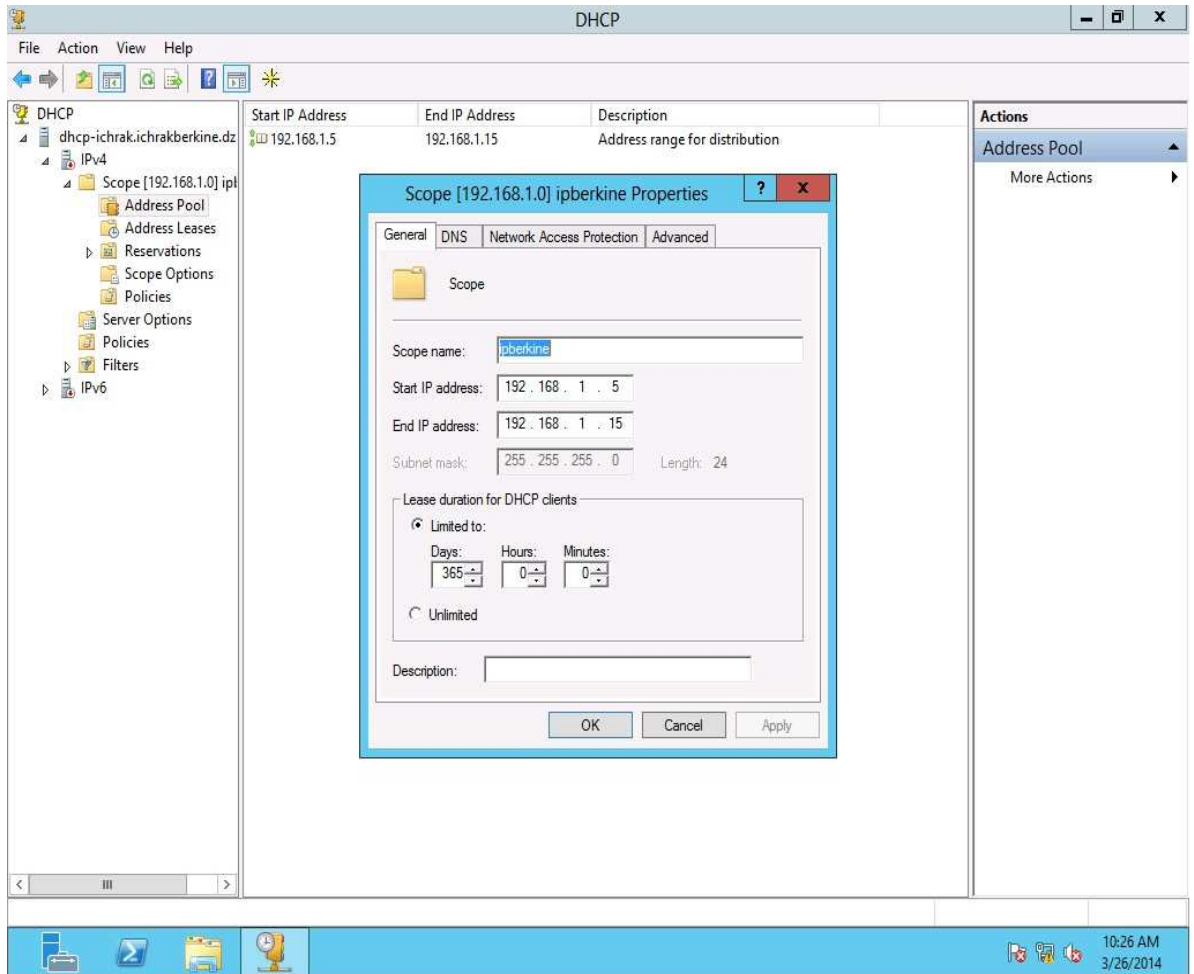 DHCP
File Action View Help
DHCP
dhcp-ichrak.ichrakberkine.dz
IPv4
Scope [192.168.1.0] ipl
Address Pool
Address Leases
Reservations
Scope Options
Policies
Server Options
Policies
Filters
IPv6
Start IP Address End IP Address Description
192.168.1.5 192.168.1.15 Address range for distribution
Actions
Address Pool
More Actions
Scope [192.168.1.0] ipberkine Properties ? x
General DNS Network Access Protection Advanced
Scope
Scope name: ipberkine
Start IP address: 192 . 168 . 1 . 5
End IP address: 192 . 168 . 1 . 15
Subnet mask: 255 . 255 . 255 . 0 Length: 24
Lease duration for DHCP clients
Limited to:
Days: Hours: Minutes:
365 0 0
Unlimited
Description:
OK Cancel Apply
10:26 AM
3/26/2014